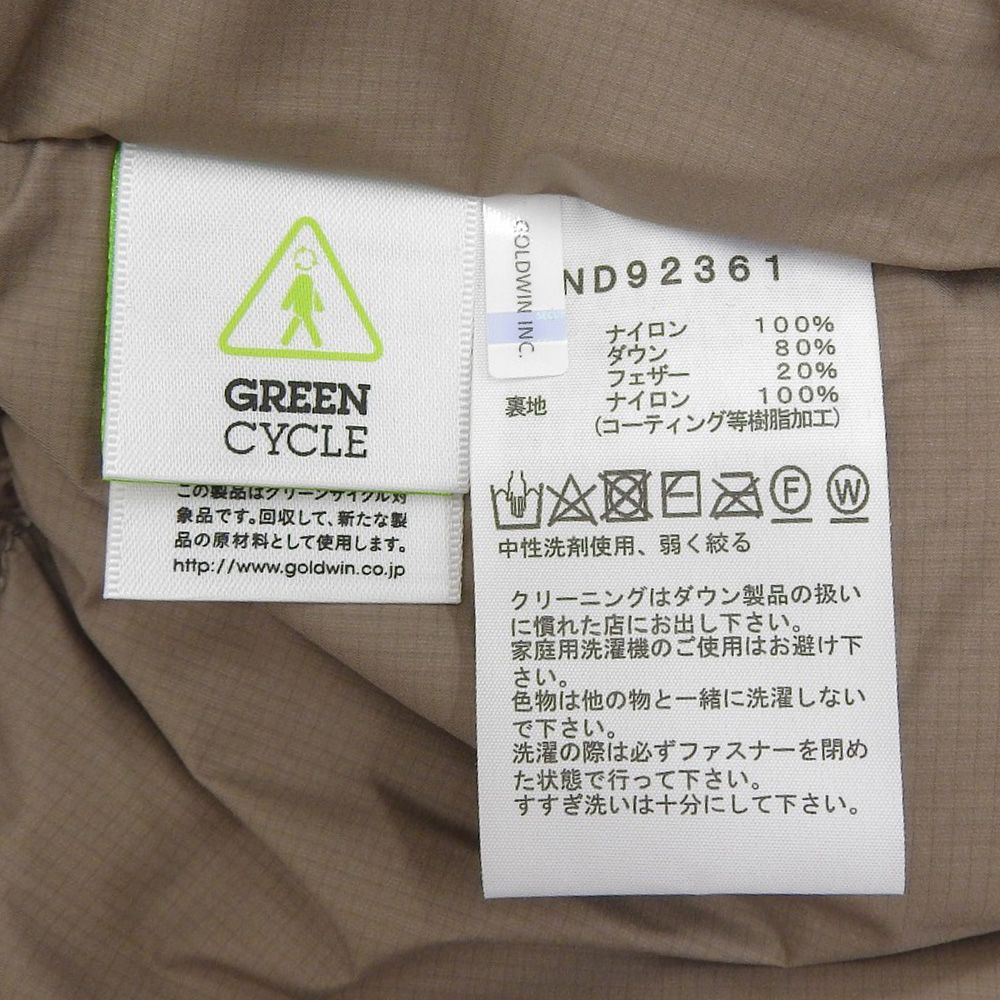 GREEN
CYCLE
この製品はグリーンサイクル対
象品です。回収して、新たな製
品の原材料として使用します。
http://www.goldwin.co.jp
GOLDWIN INC.
ND92361
ナイロン 100%
ダウン 80%
フェザー 20%
裏地 ナイロン 100%
(コーティング等樹脂加工)
F W
中性洗剤使用、弱く絞る
クリーニングはダウン製品の扱い
に慣れた店にお出し下さい。
家庭用洗濯機のご使用はお避け下
さい。
色物は他の物と一緒に洗濯しない
で下さい。
洗濯の際は必ずファスナーを閉め
た状態で行って下さい。
すすぎ洗いは十分にして下さい。